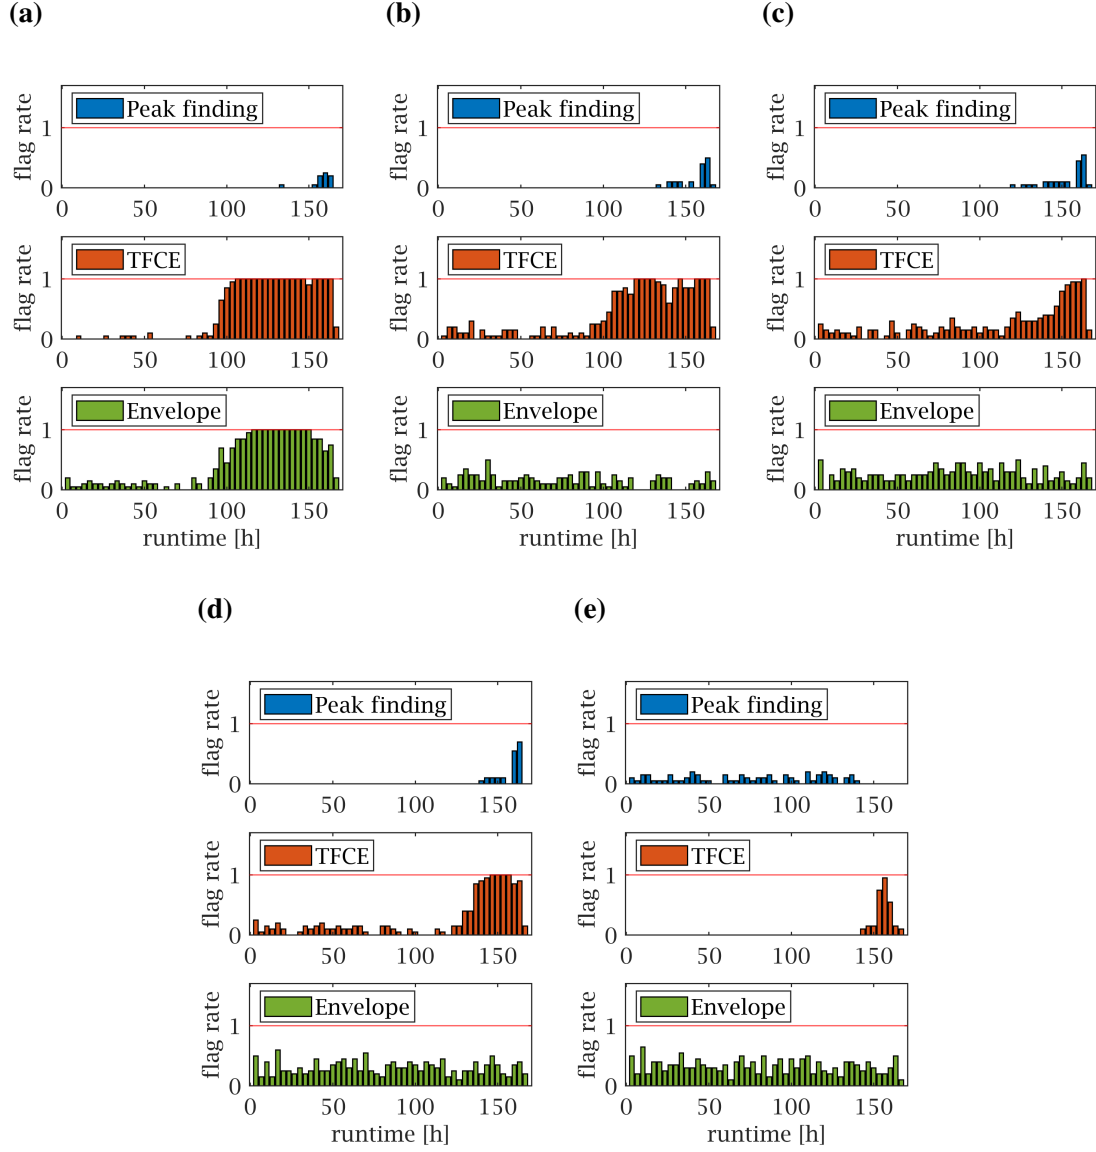 (a)
(b)
(c)
flag rate
1
0
Peak finding
0 50 100 150
flag rate
1
0
TFCE
0 50 100 150
flag rate
1
0
Envelope
0 50 100 150
runtime [h]
Peak finding
0 50 100 150
TFCE
0 50 100 150
Envelope
0 50 100 150
runtime [h]
flag rate
1
0
flag rate
1
0
flag rate
1
0
flag rate
1
0
Peak finding
0 50 100 150
flag rate
1
0
TFCE
0 50 100 150
flag rate
1
0
Envelope
0 50 100 150
runtime [h]
(d)
(e)
flag rate
1
0
Peak finding
0 50 100 150
flag rate
1
0
TFCE
0 50 100 150
flag rate
1
0
Envelope
0 50 100 150
runtime [h]
flag rate
1
0
Peak finding
0 50 100 150
flag rate
1
0
TFCE
0 50 100 150
flag rate
1
0
Envelope
0 50 100 150
runtime [h]